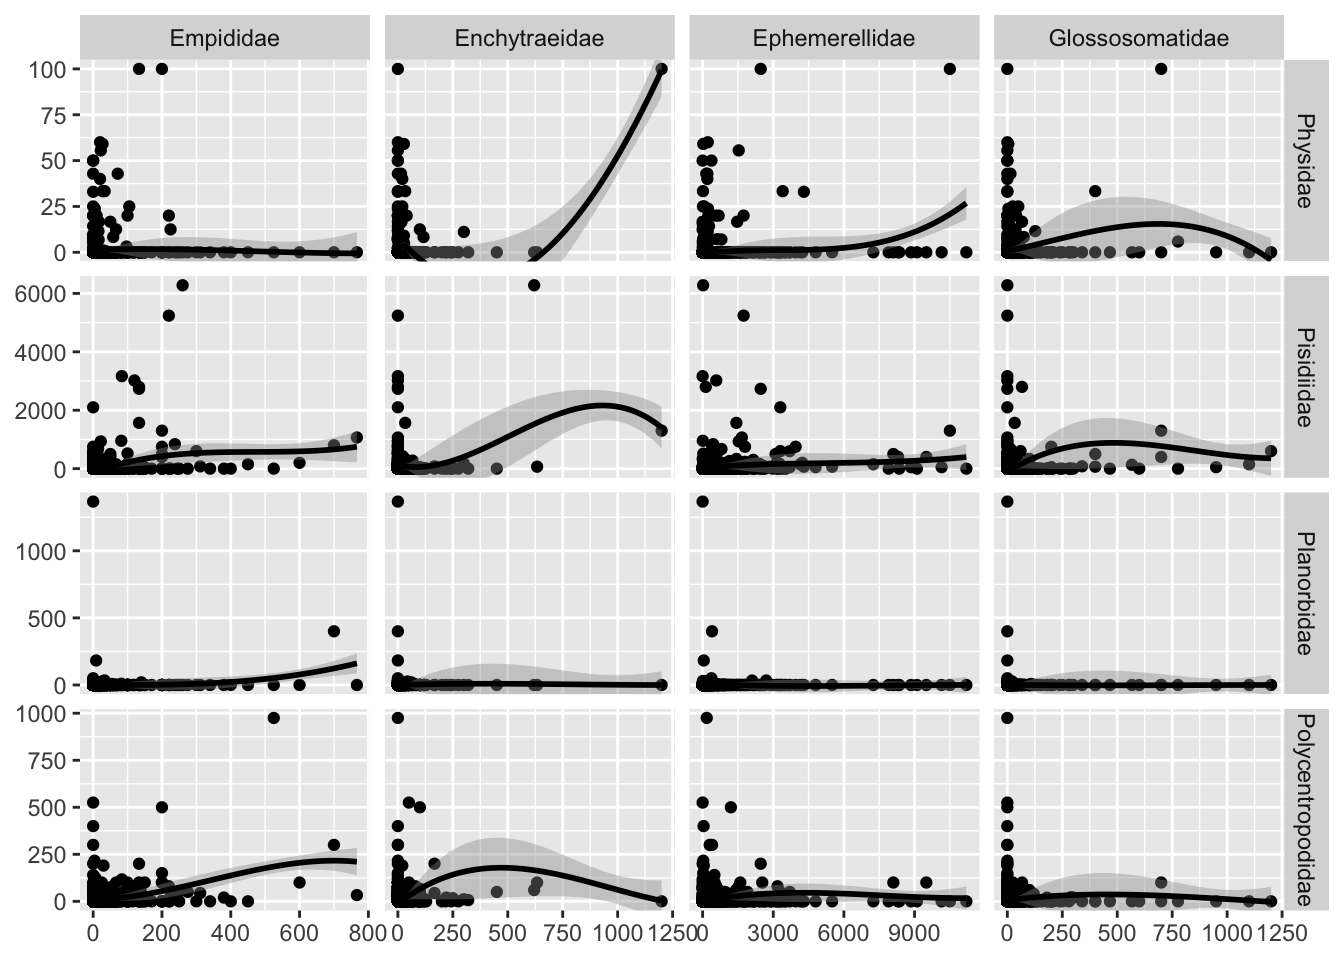 Empididae Enchytraeidae Ephemerellidae Glossosomatidae
100
75
50
25
0
Physidae
6000
4000
2000
0
Pisidiidae
1000
500
0
Planorbidae
1000
750
500
250
0
Polycentropodidae
0 200 400 600 800 0 250 500 750 1000 1250 0 3000 6000 9000 0 250 500 750 1000 1250